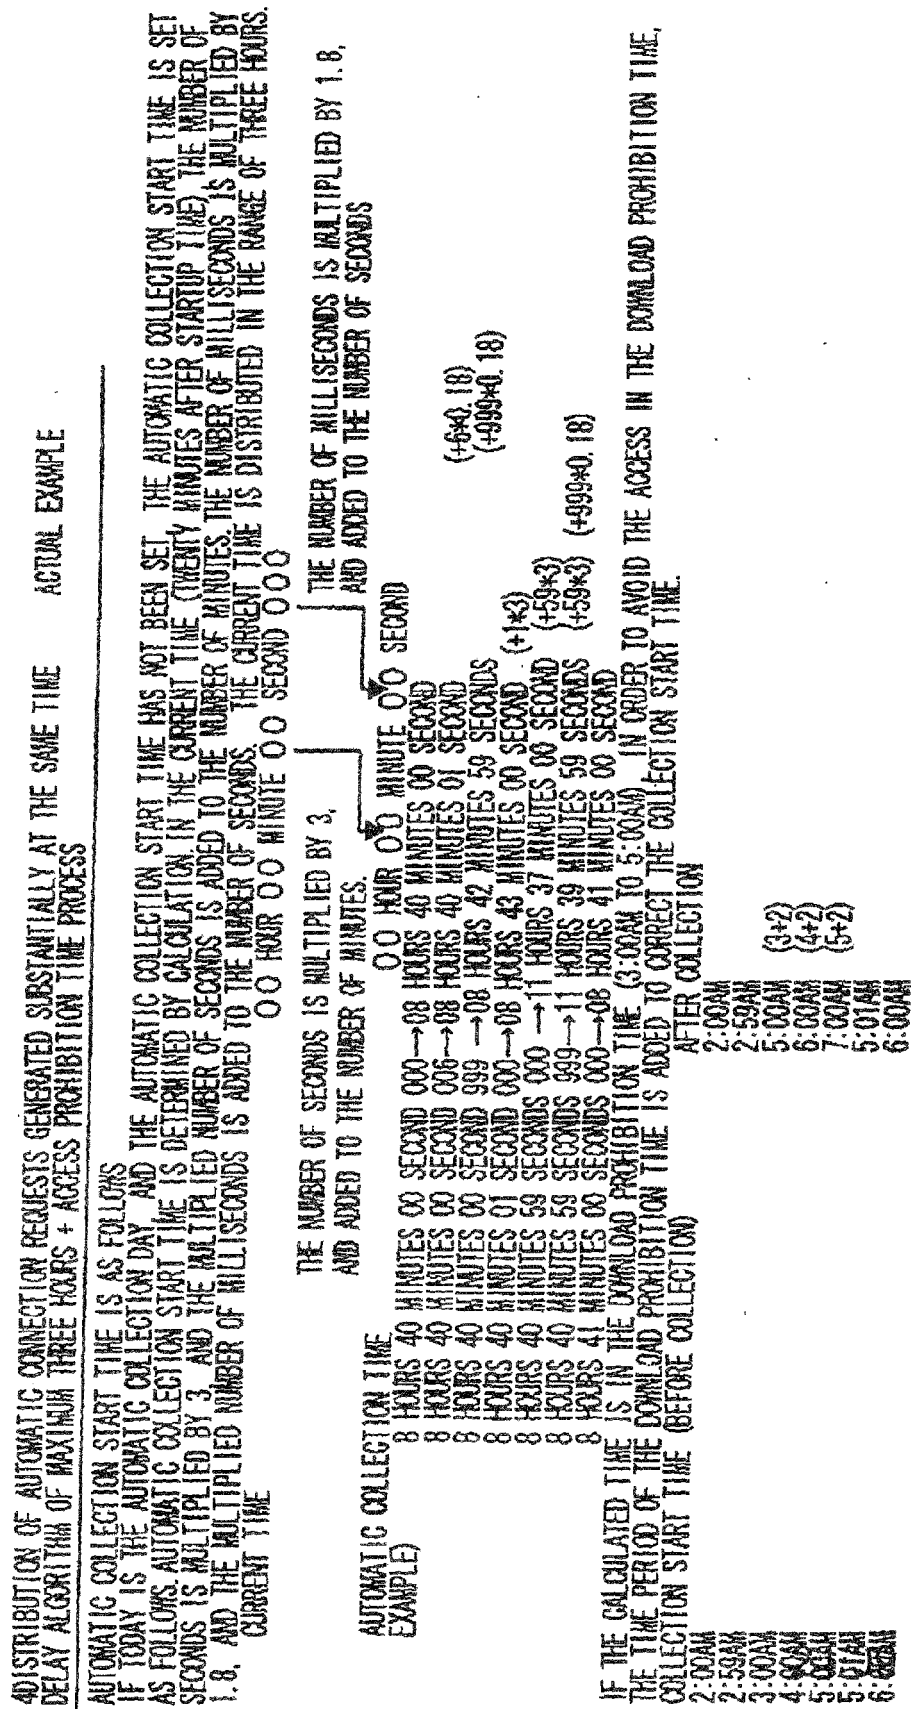 4DISTRIBUTION OF AUTOMATIC CONNECTION REQUESTS GENERATED SUBSTANTIALLY AT THE SAME TIME ACTUAL EXAMPLE
DELAY ALGORITHM OF MAXIMUM THREE HOURS + ACCESS PROHIBITION TIME PROCESS
AUTOMATIC COLLECTION START TIME IS AS FOLLOWS
IF TODAY IS THE AUTOMATIC COLLECTION DAY AND THE AUTOMATIC COLLECTION START TIME HAS NOT BEEN SET, THE AUTOMATIC COLLECTION START TIME IS SET
AS FOLLOWS. AUTOMATIC COLLECTION START TIME IS DETERMINED BY CALCULATION IN THE CURRENT TIME (TWENTY MINUTES AFTER STARTUP TIME) THE NUMBER OF
SECONDS IS MULTIPLIED BY 3, AND THE MULTIPLIED NUMBER OF SECONDS IS ADDED TO THE NUMBER OF MINUTES. THE NUMBER OF MILLISECONDS IS MULTIPLIED BY
1.8, AND THE MULTIPLIED NUMBER OF MILLISECONDS IS ADDED TO THE NUMBER OF SECONDS. THE CURRENT TIME IS DISTRIBUTED IN THE RANGE OF THREE HOURS.
CURRENT TIME OO HOUR OO MINUTE OO SECOND OOO
THE NUMBER OF SECONDS IS MULTIPLIED BY 3, THE NUMBER OF MILLISECONDS IS MULTIPLIED BY 1.8,
AND ADDED TO THE NUMBER OF MINUTES. AND ADDED TO THE NUMBER OF SECONDS
AUTOMATIC COLLECTION TIME OO HOUR OO MINUTE OO SECOND
EXAMPLE)
8 HOURS 40 MINUTES 00 SECOND 000→08 HOURS 40 MINUTES 00 SECOND
8 HOURS 40 MINUTES 00 SECOND 006→08 HOURS 40 MINUTES 01 SECOND (+6*0.18)
8 HOURS 40 MINUTES 00 SECOND 999→08 HOURS 42 MINUTES 59 SECONDS (+999*0.18)
8 HOURS 40 MINUTES 01 SECOND 000→08 HOURS 43 MINUTES 00 SECOND (+1*3)
8 HOURS 40 MINUTES 59 SECONDS 000→11 HOURS 37 MINUTES 00 SECOND (+59*3)
8 HOURS 40 MINUTES 59 SECONDS 999→11 HOURS 39 MINUTES 59 SECONDS (+59*3) (+999*0.18)
8 HOURS 41 MINUTES 00 SECONDS 000→08 HOURS 41 MINUTES 00 SECOND
IF THE CALCULATED TIME IS IN THE DOWNLOAD PROHIBITION TIME (3:00AM TO 5:00AM) IN ORDER TO AVOID THE ACCESS IN THE DOWNLOAD PROHIBITION TIME,
THE TIME PERIOD OF THE DOWNLOAD PROHIBITION TIME IS ADDED TO CORRECT THE COLLECTION START TIME.
COLLECTION START TIME (BEFORE COLLECTION) AFTER COLLECTION
2:00AM 2:00AM
2:59AM 2:59AM
3:00AM 5:00AM (3+2)
4:00AM 6:00AM (4+2)
5:00AM 7:00AM (5+2)
5:01AM 5:01AM
6:00AM 6:00AM